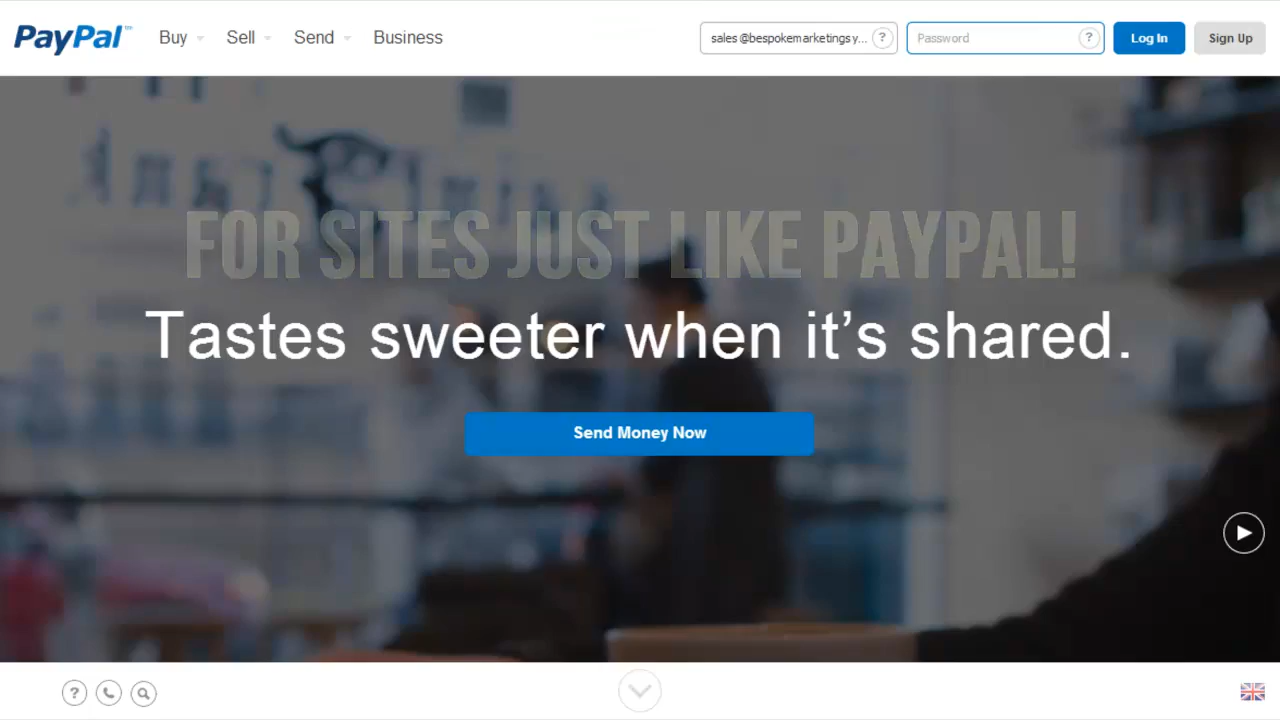 PayPal™ Buy Sell Send Business sales@bespokemarketingsy... ? Password ? Log In Sign Up
FOR SITES JUST LIKE PAYPAL!
Tastes sweeter when it’s shared.
Send Money Now
?